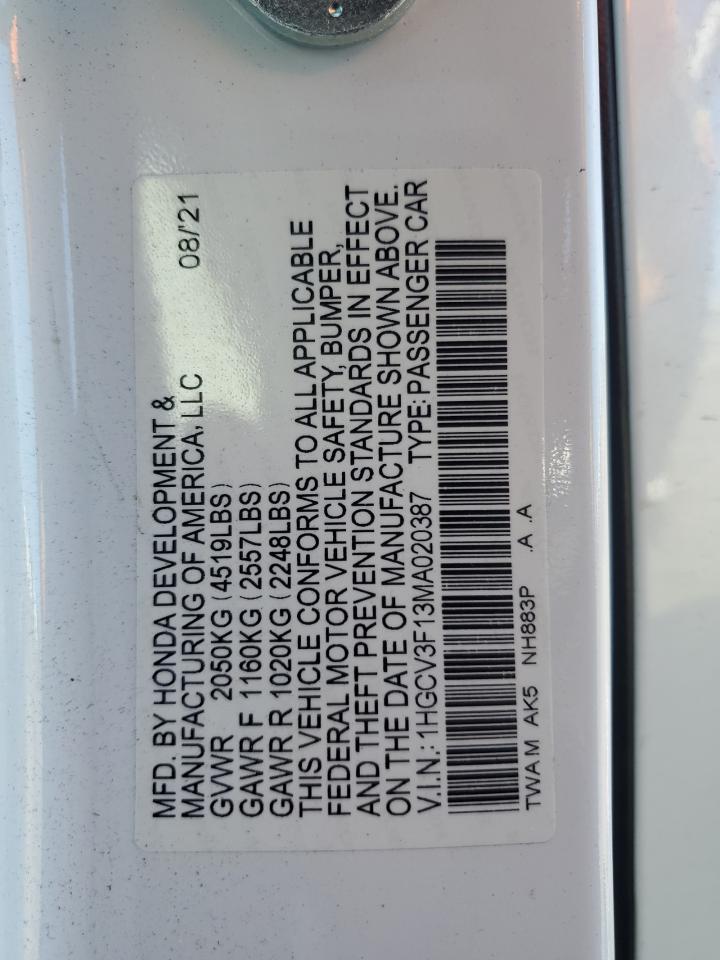 MFD. BY HONDA DEVELOPMENT &
MANUFACTURING OF AMERICA, LLC 08/'21
GVWR 2050KG ( 4519LBS)
GAWR F 1160KG ( 2557LBS)
GAWR R 1020KG ( 2248LBS)
THIS VEHICLE CONFORMS TO ALL APPLICABLE
FEDERAL MOTOR VEHICLE SAFETY, BUMPER,
AND THEFT PREVENTION STANDARDS IN EFFECT
ON THE DATE OF MANUFACTURE SHOWN ABOVE.
V.I.N.: 1HGCV3F13MA020387 TYPE: PASSENGER CAR
TWA M AK5 NH883P .A .A